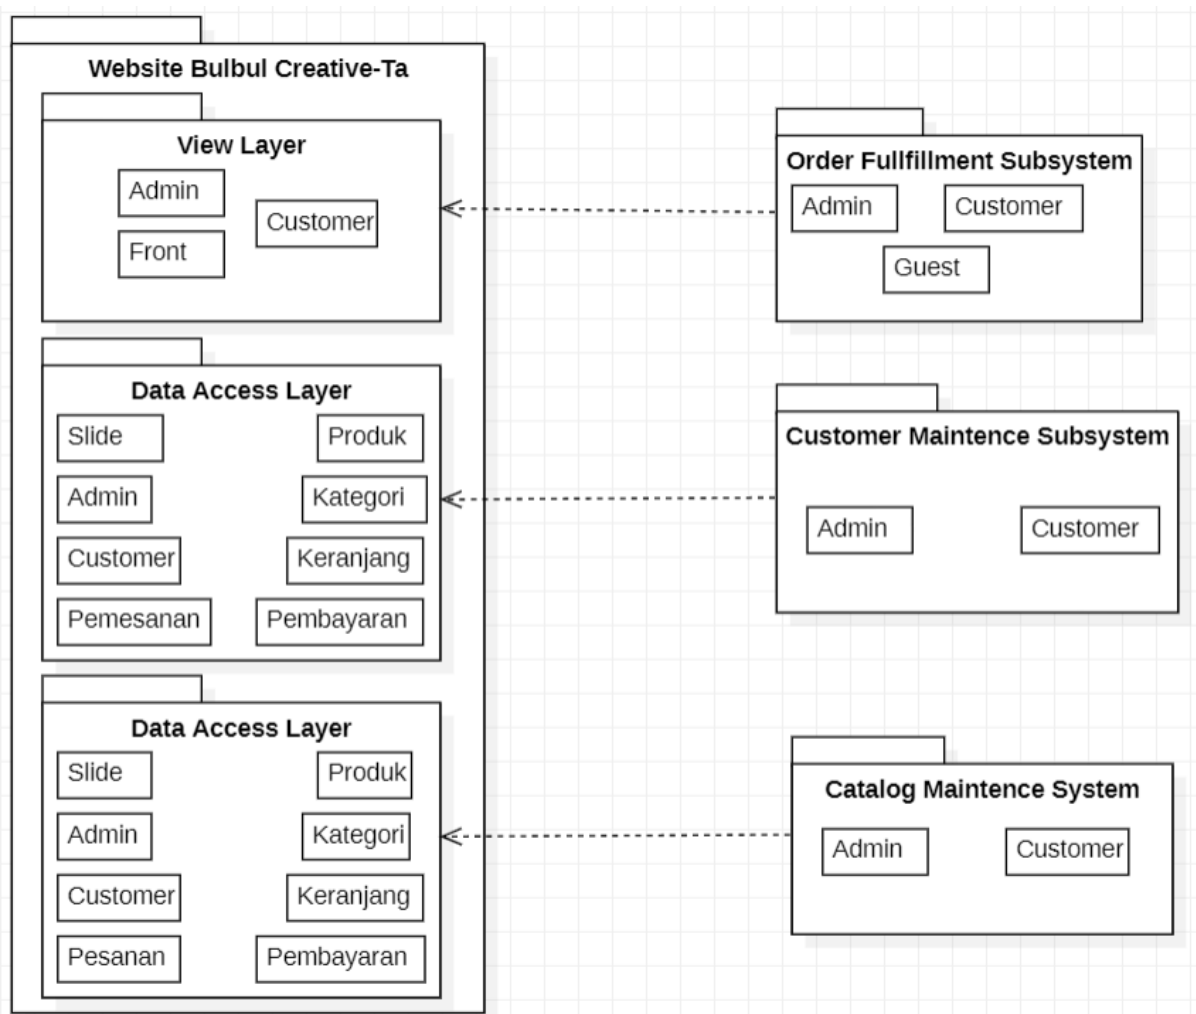 Website Bulbul Creative-Ta
View Layer
Admin
Customer
Front
Data Access Layer
Slide
Produk
Admin
Kategori
Customer
Keranjang
Pemesanan
Pembayaran
Data Access Layer
Slide
Produk
Admin
Kategori
Customer
Keranjang
Pesanan
Pembayaran
Order Fullfillment Subsystem
Admin
Customer
Guest
Customer Maintence Subsystem
Admin
Customer
Catalog Maintence System
Admin
Customer